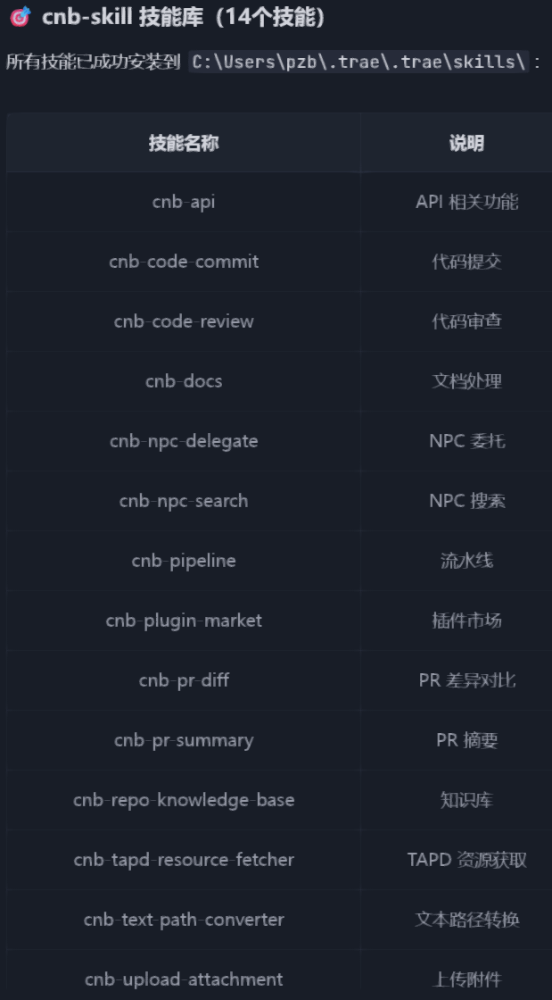 🎯 cnb-skill 技能库（14个技能）
所有技能已成功安装到 C:\Users\pzb\.trae\.trae\skills\ ：
技能名称 说明
cnb-api API 相关功能
cnb-code-commit 代码提交
cnb-code-review 代码审查
cnb-docs 文档处理
cnb-npc-delegate NPC 委托
cnb-npc-search NPC 搜索
cnb-pipeline 流水线
cnb-plugin-market 插件市场
cnb-pr-diff PR 差异对比
cnb-pr-summary PR 摘要
cnb-repo-knowledge-base 知识库
cnb-tapd-resource-fetcher TAPD 资源获取
cnb-text-path-converter 文本路径转换
cnb-upload-attachment 上传附件